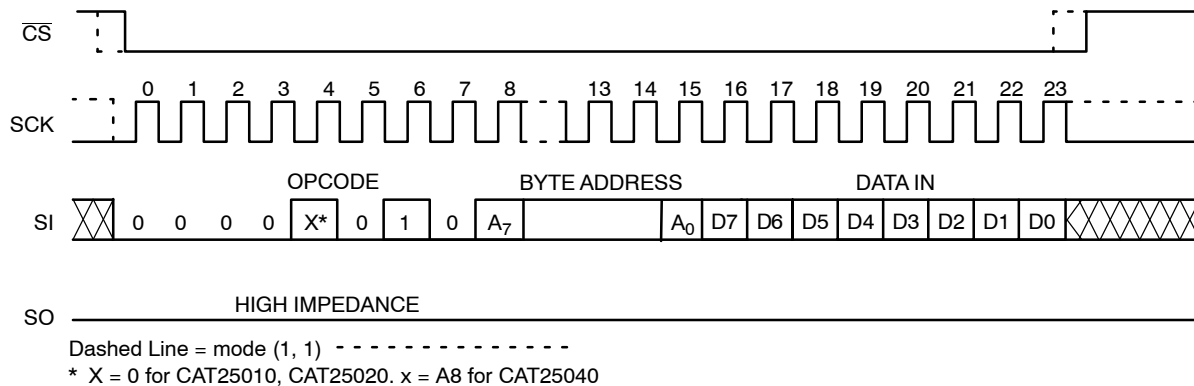 CS
0 1 2 3 4 5 6 7 8 13 14 15 16 17 18 19 20 21 22 23
SCK
OPCODE BYTE ADDRESS DATA IN
SI 0 0 0 0 X* 0 1 0 A7 A0 D7 D6 D5 D4 D3 D2 D1 D0
HIGH IMPEDANCE
SO
Dashed Line = mode (1, 1)
* X = 0 for CAT25010, CAT25020. x = A8 for CAT25040